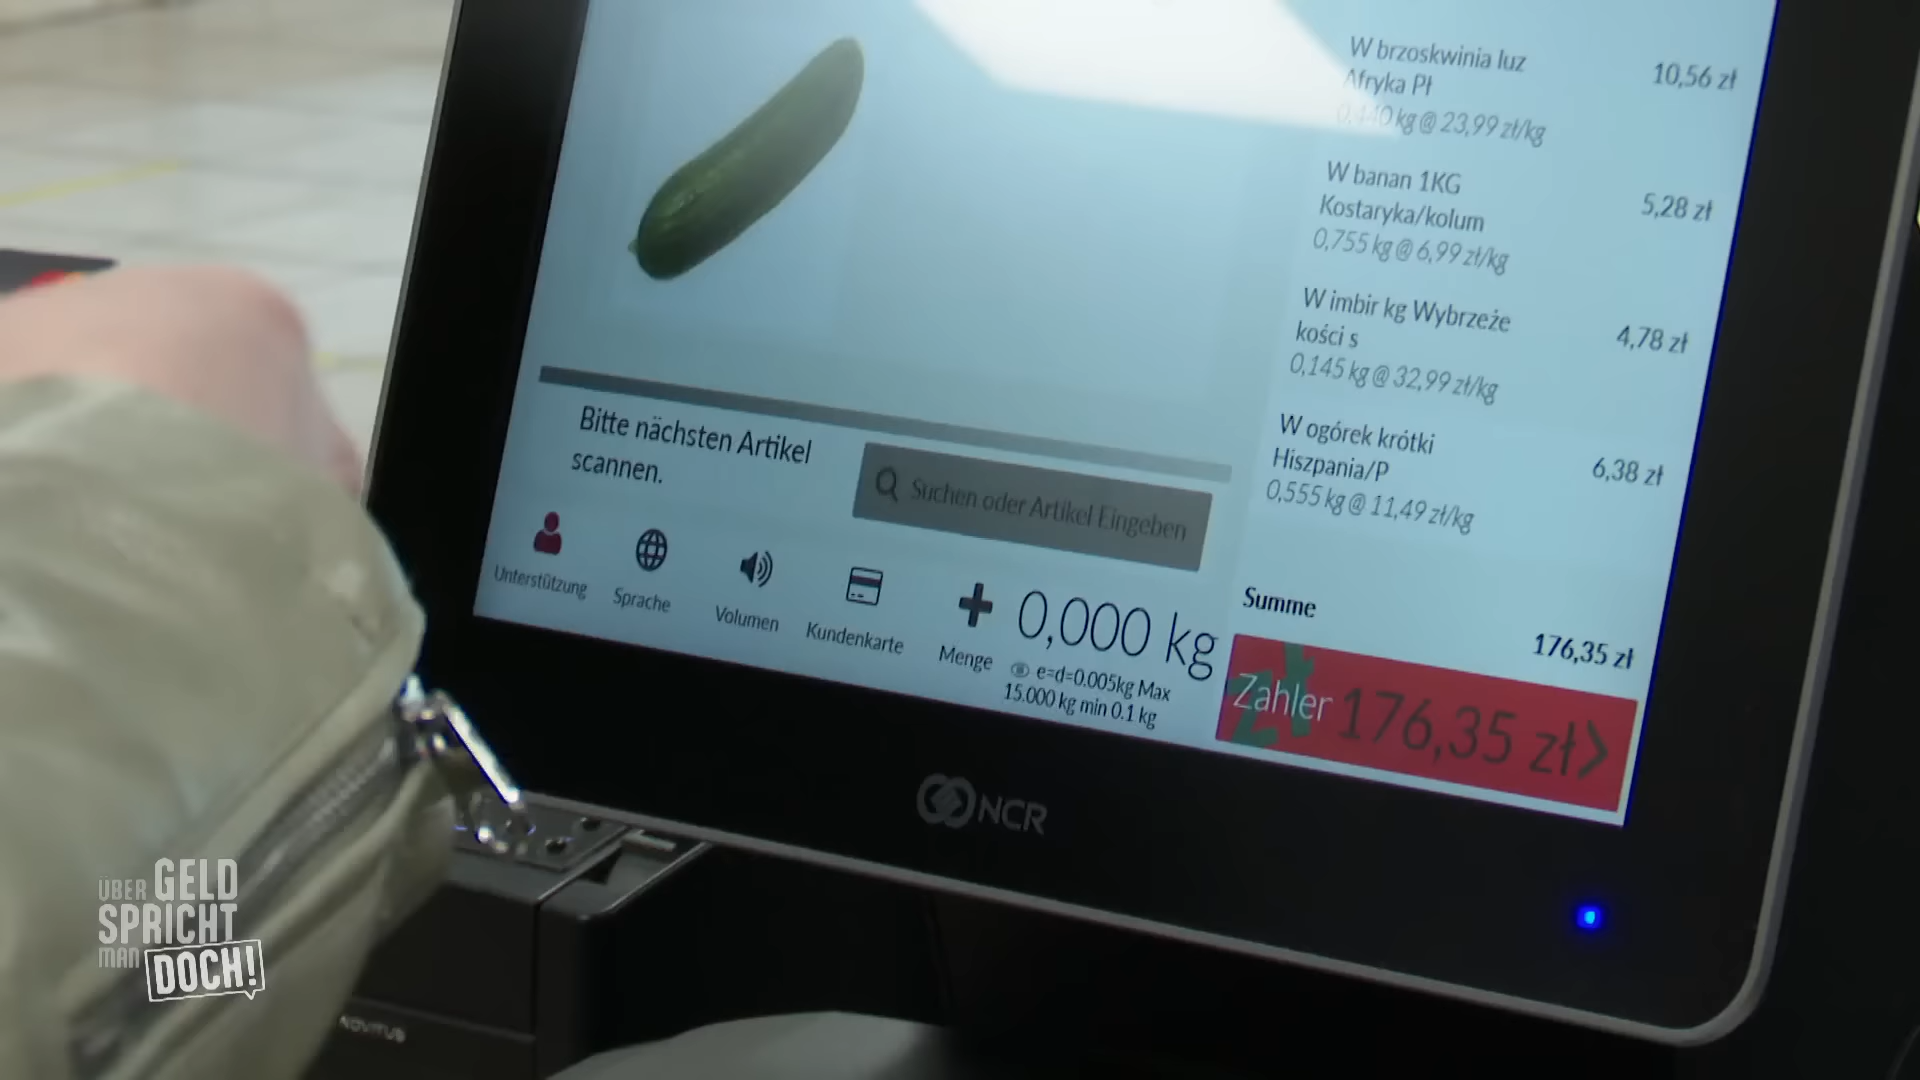 W brzoskwinia luz
Afryka Pł
10,56 zł
0,440 kg @ 23,99 zł/kg
W banan 1KG
Kostaryka/kolum
5,28 zł
0,755 kg @ 6,99 zł/kg
W imbir kg Wybrzeże
kości s
4,78 zł
0,145 kg @ 32,99 zł/kg
W ogórek krótki
Hiszpania/P
6,38 zł
0,555 kg @ 11,49 zł/kg
Bitte nächsten Artikel
scannen.
Suchen oder Artikel Eingeben
Unterstützung
Sprache
Volumen
Kundenkarte
Menge
0,000 kg
e=d=0.005kg Max
15.000 kg min 0.1 kg
Summe
176,35 zł
Zahler 176,35 zł
NCR
NOVITUS
ÜBER GELD
SPRICHT
MAN DOCH!